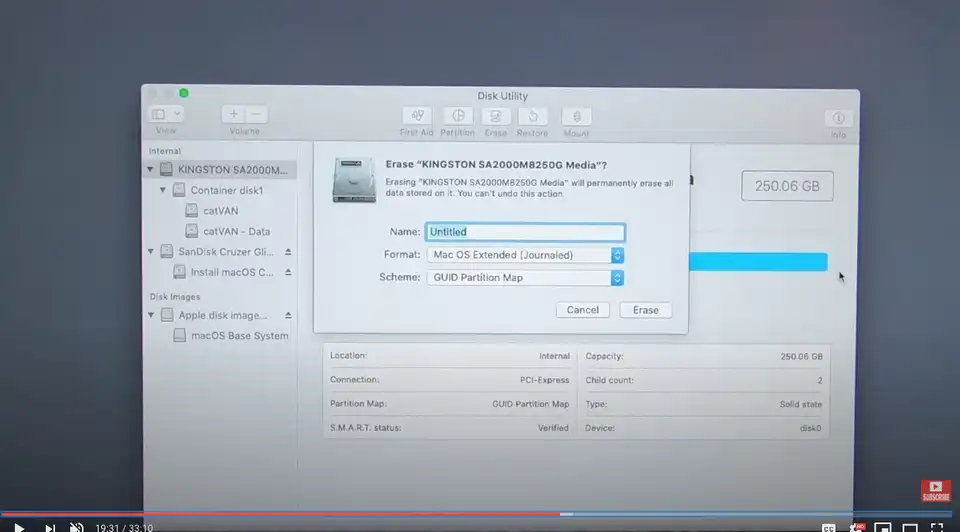 Disk Utility
View
Volume
First Aid
Partition
Erase
Restore
Mount
Info
Internal
KINGSTON SA2000M...
Container disk1
catVAN
catVAN - Data
SanDisk Cruzer Gli...
Install macOS C...
Disk Images
Apple disk image...
macOS Base System
Erase "KINGSTON SA2000M8250G Media"?
Erasing "KINGSTON SA2000M8250G Media" will permanently erase all
data stored on it. You can't undo this action.
Name: Untitled
Format: Mac OS Extended (Journaled)
Scheme: GUID Partition Map
Cancel
Erase
250.06 GB
Location: Internal
Capacity: 250.06 GB
Connection: PCI-Express
Child count: 2
Partition Map: GUID Partition Map
Type: Solid state
S.M.A.R.T. status: Verified
Device: disk0
SUBSCRIBE
19:31 / 33:10
CC
HD